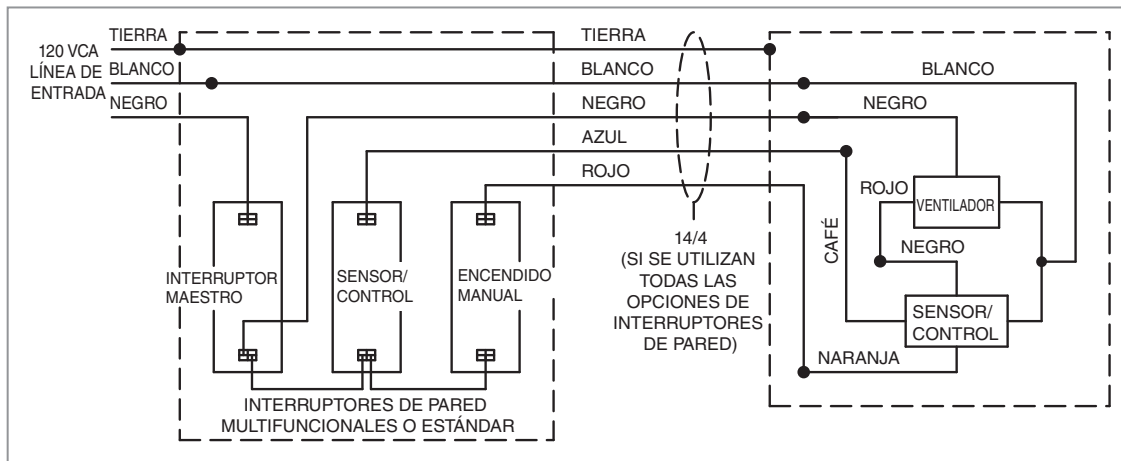 120 VCA
LÍNEA DE
ENTRADA
TIERRA
BLANCO
NEGRO
TIERRA
BLANCO
NEGRO
AZUL
ROJO
INTERRUPTOR
MAESTRO
SENSOR/
CONTROL
ENCENDIDO
MANUAL
INTERRUPTORES DE PARED
MULTIFUNCIONALES O ESTÁNDAR
14/4
(SI SE UTILIZAN
TODAS LAS
OPCIONES DE
INTERRUPTORES
DE PARED)
BLANCO
NEGRO
ROJO
VENTILADOR
NEGRO
CAFÉ
SENSOR/
CONTROL
NARANJA